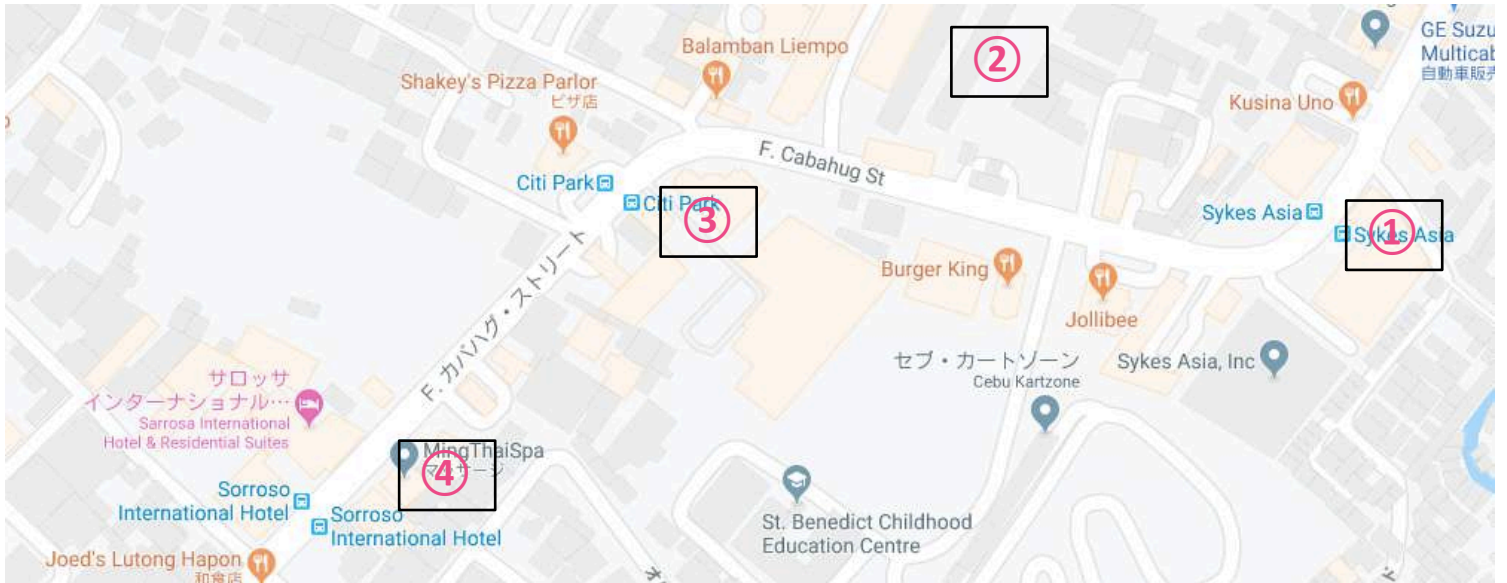 Balamban Liempo
Shakey's Pizza Parlor
ピザ店
②
GE Suzu
Multicab
自動車販売
Kusina Uno
F. Cabahug St
Citi Park
Citi Park
③
Sykes Asia
Sykes Asia
①
Burger King
Jollibee
F. カバハグ・ストリート
セブ・カートゾーン
Cebu Kartzone
Sykes Asia, Inc
サロッサ
インターナショナル…
Sarrosa International
Hotel & Residential Suites
MingThaiSpa
マッサージ
④
Sorroso
International Hotel
Sorroso
International Hotel
St. Benedict Childhood
Education Centre
Joed's Lutong Hapon
和食店